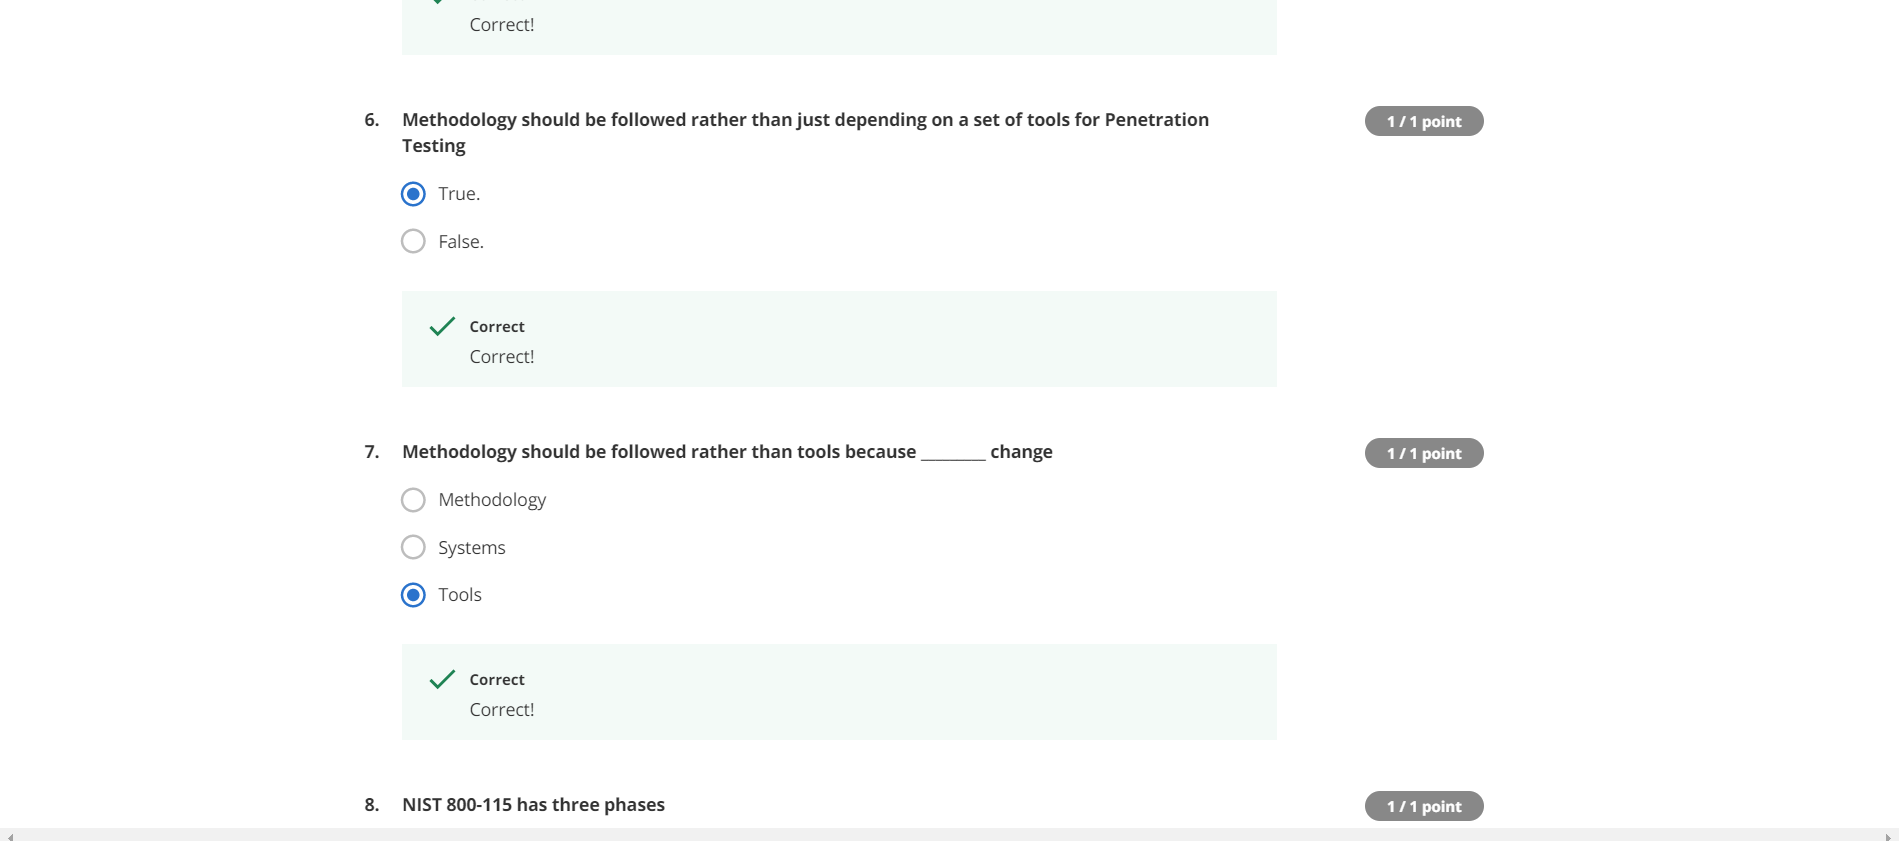 Correct!
6. Methodology should be followed rather than just depending on a set of tools for Penetration
Testing
1 / 1 point
True.
False.
Correct
Correct!
7. Methodology should be followed rather than tools because ________ change
1 / 1 point
Methodology
Systems
Tools
Correct
Correct!
8. NIST 800-115 has three phases
1 / 1 point